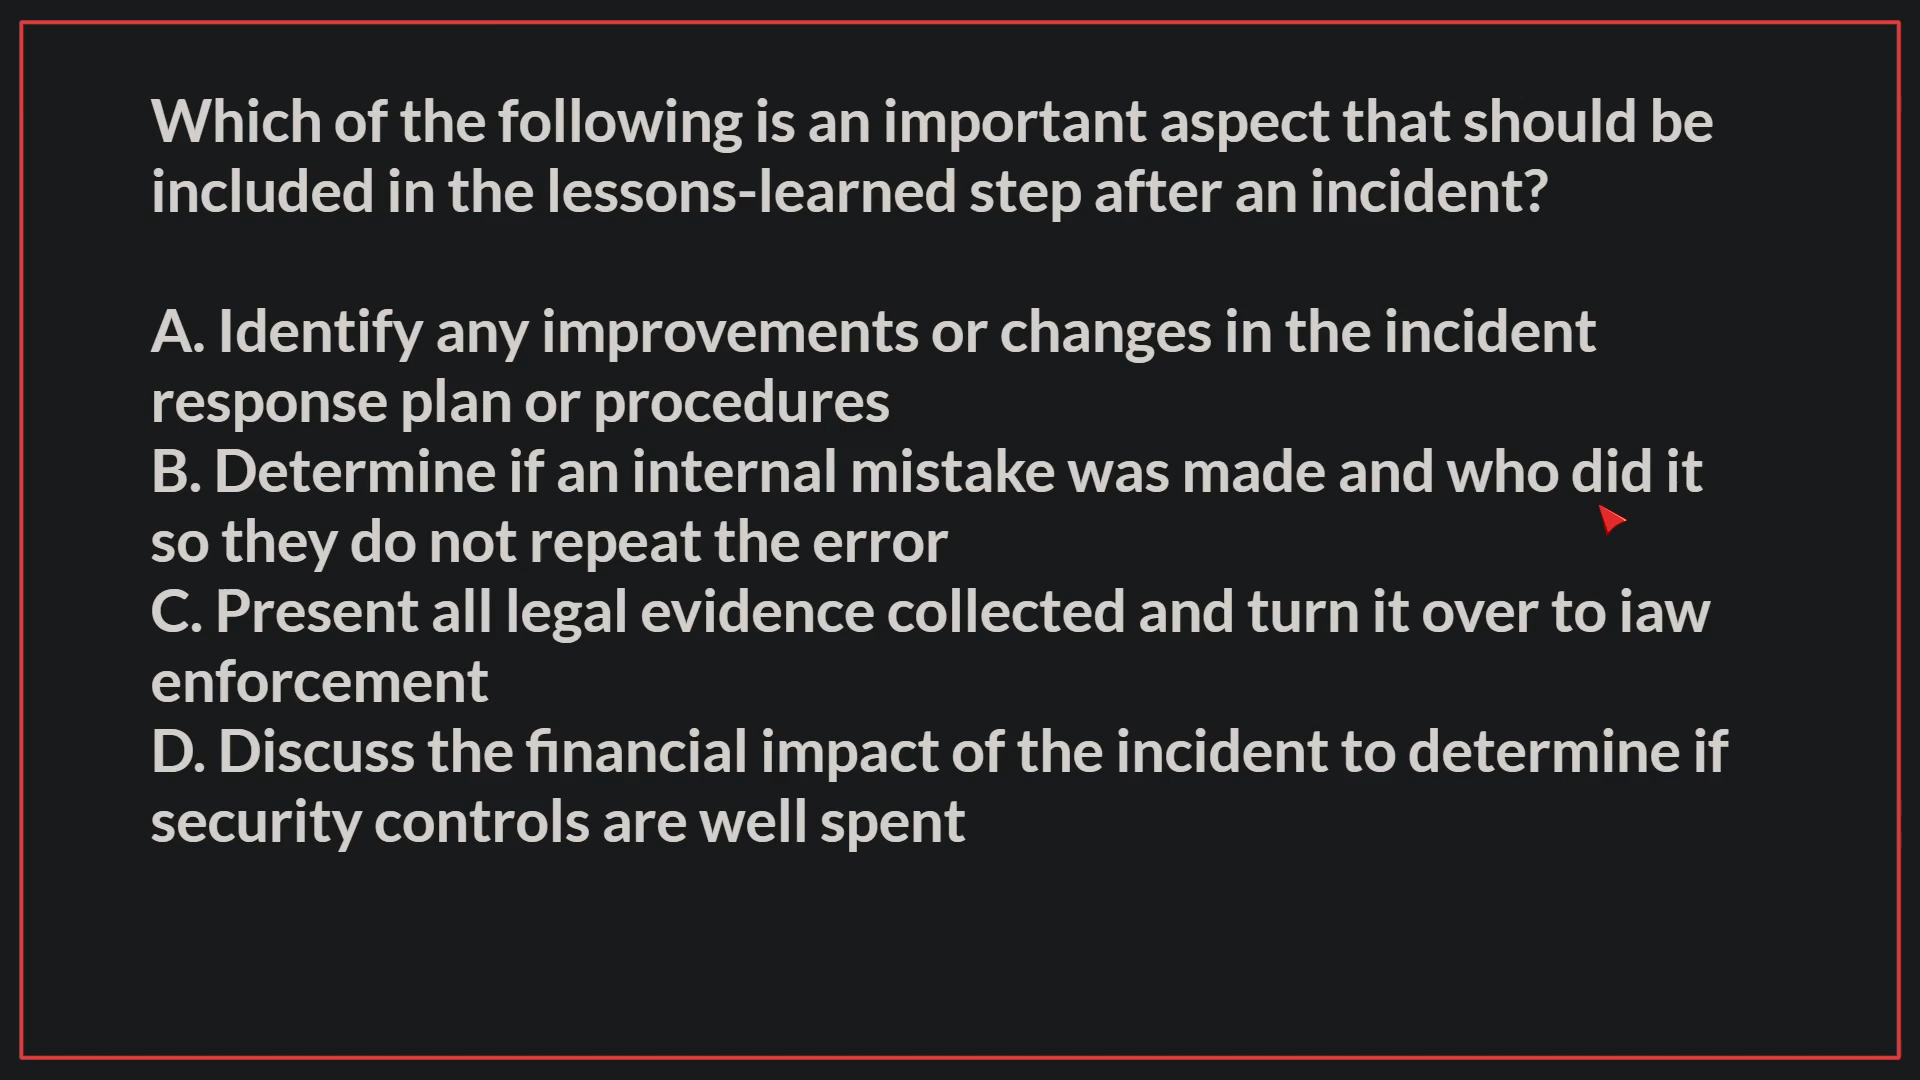 Which of the following is an important aspect that should be
included in the lessons-learned step after an incident?
A. Identify any improvements or changes in the incident
response plan or procedures
B. Determine if an internal mistake was made and who did it
so they do not repeat the error
C. Present all legal evidence collected and turn it over to iaw
enforcement
D. Discuss the financial impact of the incident to determine if
security controls are well spent